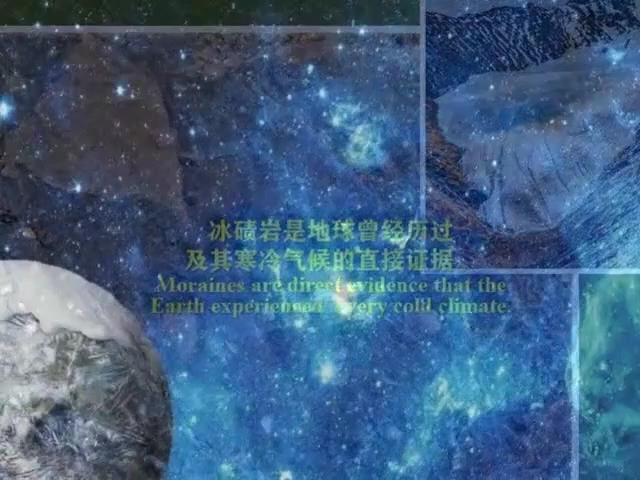 冰碛岩是地球曾经历过
及其寒冷气候的直接证据
Moraines are direct evidence that the
Earth experienced a very cold climate.